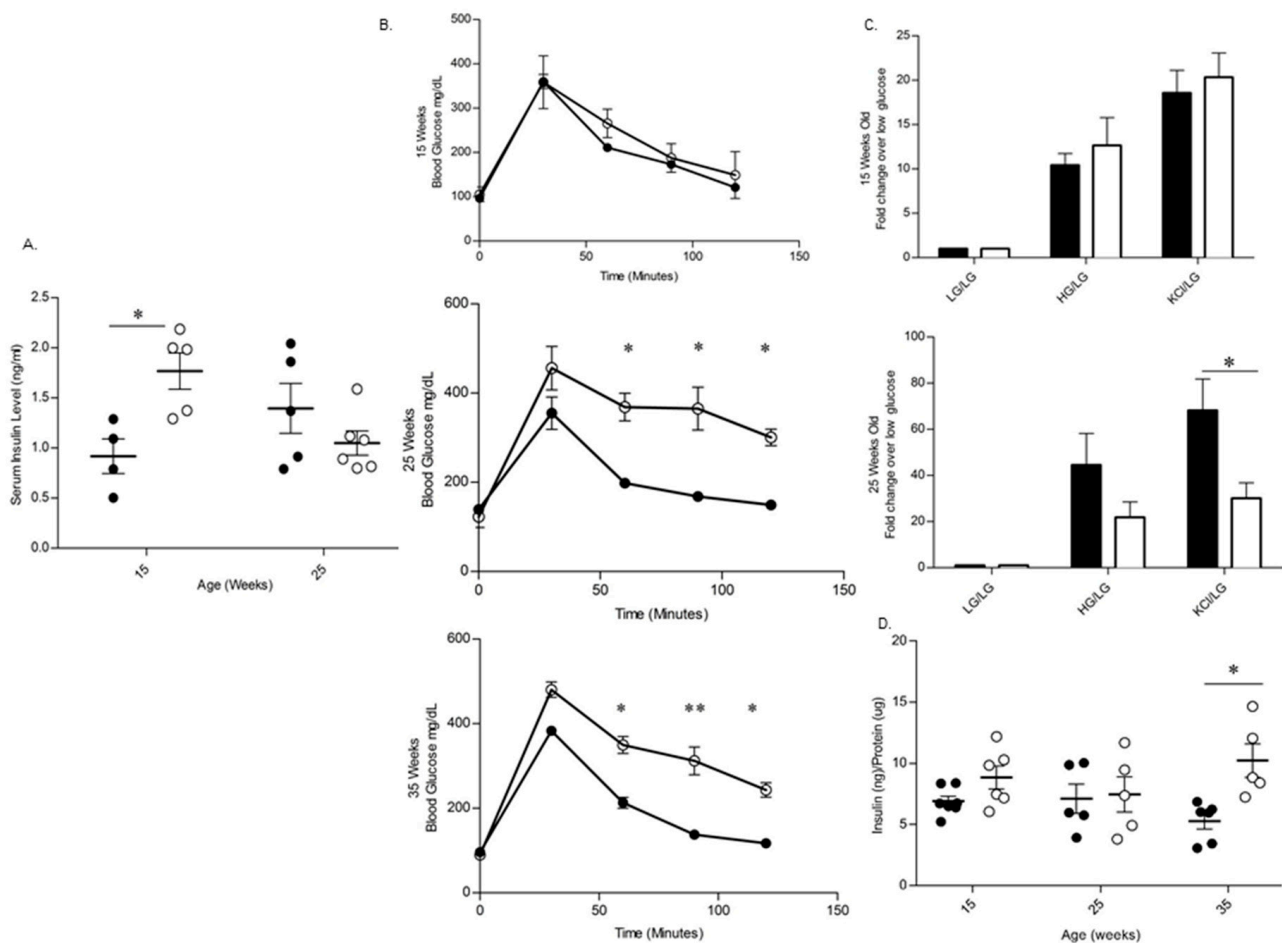 A.
Serum Insulin Level (ng/ml)
2.5
2.0
1.5
1.0
0.5
0.0
*
15
25
Age (Weeks)
B.
15 Weeks
Blood Glucose mg/dL
500
400
300
200
100
0
0
50
100
150
Time (Minutes)
25 Weeks
Blood Glucose mg/dL
600
400
200
0
* * *
0
50
100
150
Time (Minutes)
35 Weeks
Blood Glucose mg/dL
600
400
200
0
* ** *
0
50
100
150
Time (Minutes)
C.
15 Weeks Old
Fold change over low glucose
25
20
15
10
5
0
LG/LG
HG/LG
KCl/LG
25 Weeks Old
Fold change over low glucose
100
80
60
40
20
0
*
LG/LG
HG/LG
KCl/LG
D.
Insulin (ng)/Protein (ug)
20
15
10
5
0
*
15
25
35
Age (weeks)